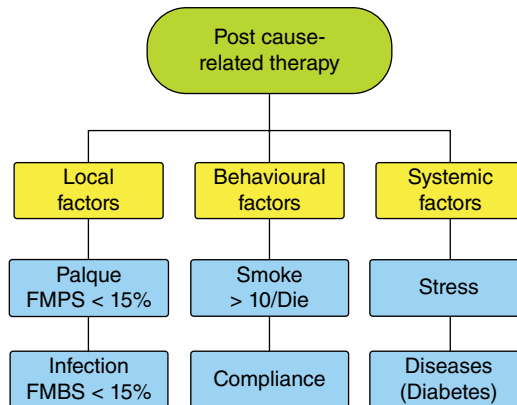 Post cause-
related therapy
Local
factors
Behavioural
factors
Systemic
factors
Palque
FMPS < 15%
Smoke
> 10/Die
Stress
Infection
FMBS < 15%
Compliance
Diseases
(Diabetes)